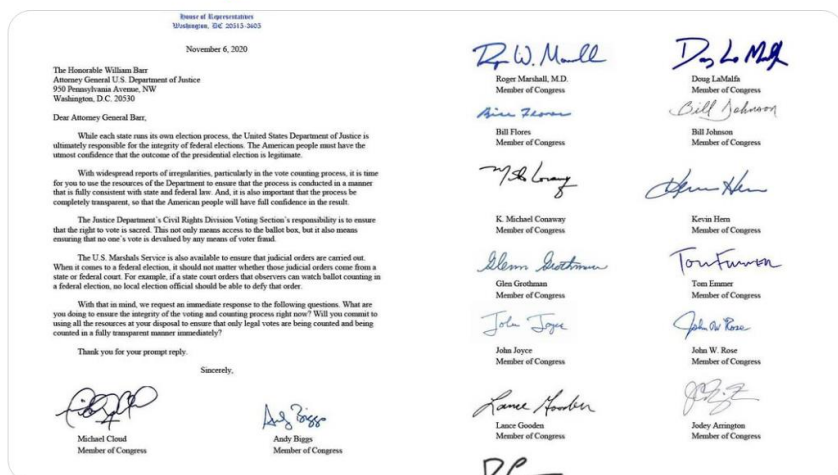 House of Representatives
Washington, DC 20515-3605
November 6, 2020
The Honorable William Barr
Attorney General U.S. Department of Justice
950 Pennsylvania Avenue, NW
Washington, D.C. 20530
Dear Attorney General Barr,
While each state runs its own election process, the United States Department of Justice is
ultimately responsible for the integrity of federal elections. The American people must have the
utmost confidence that the outcome of the presidential election is legitimate.
With widespread reports of irregularities, particularly in the vote counting process, it is time
for you to use the resources of the Department to ensure that the process is conducted in a manner
that is fully consistent with state and federal law. And, it is also important that the process be
completely transparent, so that the American people will have full confidence in the result.
The Justice Department's Civil Rights Division Voting Section's responsibility is to ensure
that the right to vote is sacred. This not only means access to the ballot box, but it also means
ensuring that no one's vote is devalued by any means of voter fraud.
The U.S. Marshals Service is also available to ensure that judicial orders are carried out.
When it comes to a federal election, it should not matter whether those judicial orders come from a
state or federal court. For example, if a state court orders that observers can watch ballot counting in
a federal election, no local election official should be able to defy that order.
With that in mind, we request an immediate response to the following questions. What are
you doing to ensure the integrity of the voting and counting process right now? Will you commit to
using all the resources at your disposal to ensure that only legal votes are being counted and being
counted in a fully transparent manner immediately?
Thank you for your prompt reply.
Sincerely,
Michael Cloud
Member of Congress
Andy Biggs
Andy Biggs
Member of Congress
Roger Marshall, M.D.
Member of Congress
Doug LaMalfa
Member of Congress
Bill Flores
Bill Flores
Member of Congress
Bill Johnson
Bill Johnson
Member of Congress
K. Michael Conaway
Member of Congress
Kevin Hern
Kevin Hern
Member of Congress
Glenn Grothman
Glen Grothman
Member of Congress
Tom Emmer
Tom Emmer
Member of Congress
John Joyce
John Joyce
Member of Congress
John W. Rose
John W. Rose
Member of Congress
Lance Gooden
Lance Gooden
Member of Congress
Jodey Arrington
Member of Congress